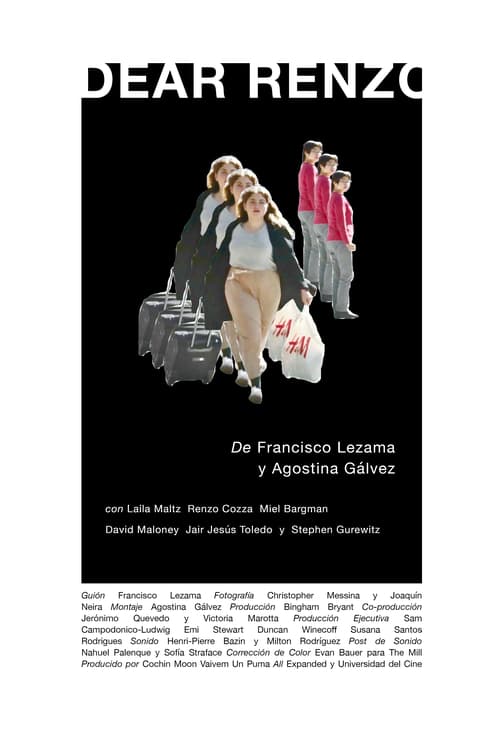 DEAR RENZO
H&M
H&M
De Francisco Lezama
y Agostina Gálvez
con Laila Maltz Renzo Cozza Miel Bargman
David Maloney Jair Jesús Toledo y Stephen Gurewitz
Guión Francisco Lezama Fotografía Christopher Messina y Joaquín
Neira Montaje Agostina Gálvez Producción Bingham Bryant Co-producción
Jerónimo Quevedo y Victoria Marotta Producción Ejecutiva Sam
Campodonico-Ludwig Emi Stewart Duncan Winecoff Susana Santos
Rodrigues Sonido Henri-Pierre Bazin y Milton Rodríguez Post de Sonido
Nahuel Palenque y Sofía Straface Corrección de Color Evan Bauer para The Mill
Producido por Cochin Moon Vaivem Un Puma All Expanded y Universidad del Cine